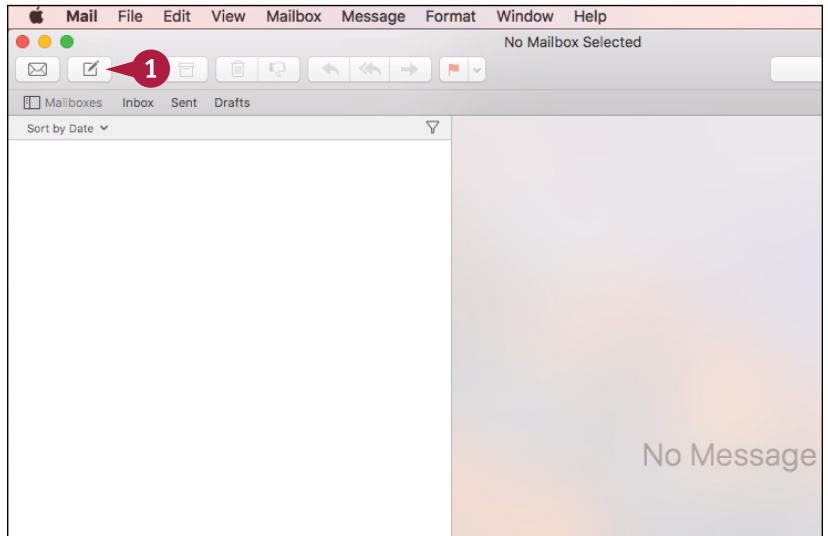 Mail File Edit View Mailbox Message Format Window Help
No Mailbox Selected
1
Mailboxes Inbox Sent Drafts
Sort by Date
No Message